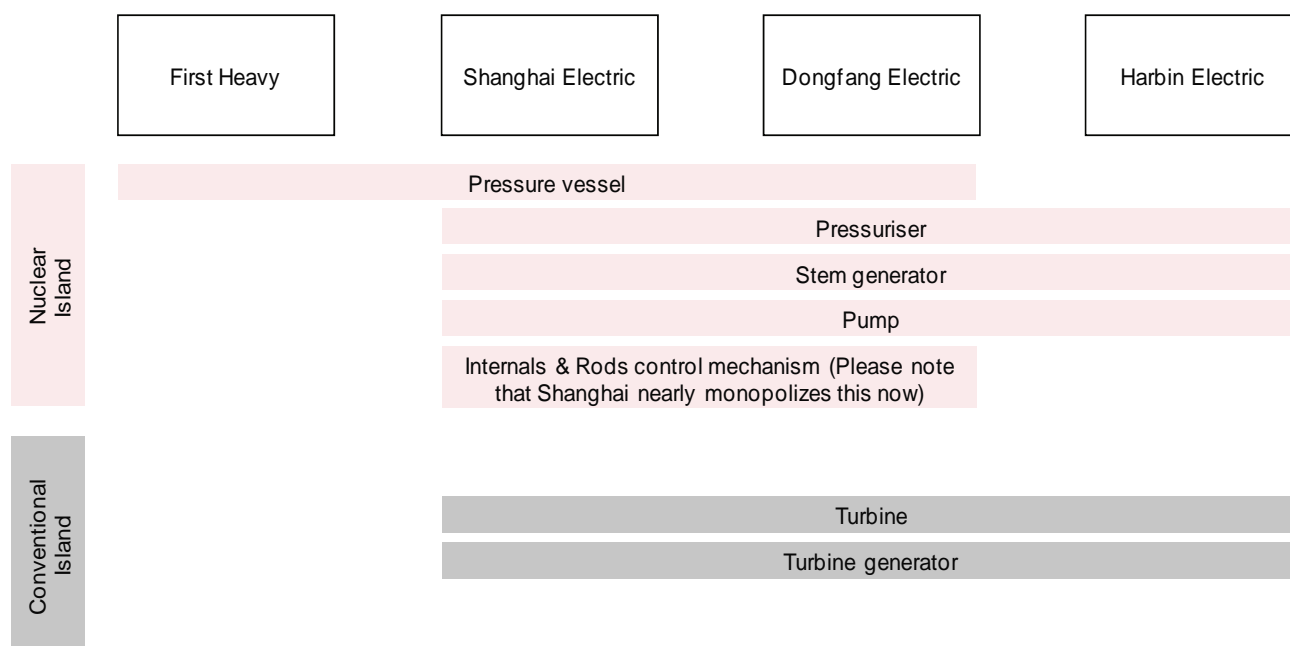 First Heavy
Shanghai Electric
Dongfang Electric
Harbin Electric
Nuclear
Island
Pressure vessel
Pressuriser
Stem generator
Pump
Internals & Rods control mechanism (Please note
that Shanghai nearly monopolizes this now)
Conventional
Island
Turbine
Turbine generator